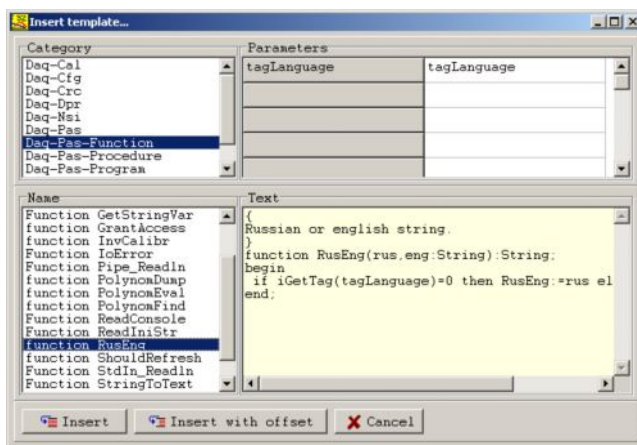 Insert template...
Category
Daq-Cal
Daq-Cfg
Daq-Crc
Daq-Dpr
Daq-Nsi
Daq-Pas
Daq-Pas-Function
Daq-Pas-Procedure
Daq-Pas-Program
Parameters
tagLanguage tagLanguage
Name
Function GetStringVar
Function GrantAccess
function InvCalibr
Function IoError
Function Pipe_Readln
function PolynomDump
Function PolynomEval
Function PolynomFind
Function ReadConsole
Function ReadIniStr
function RusEng
function ShouldRefresh
Function StdIn_Readln
Function StringToText
Text
{
Russian or english string.
}
function RusEng(rus,eng:String):String;
begin
if iGetTag(tagLanguage)=0 then RusEng:=rus el
end;
Insert
Insert with offset
Cancel